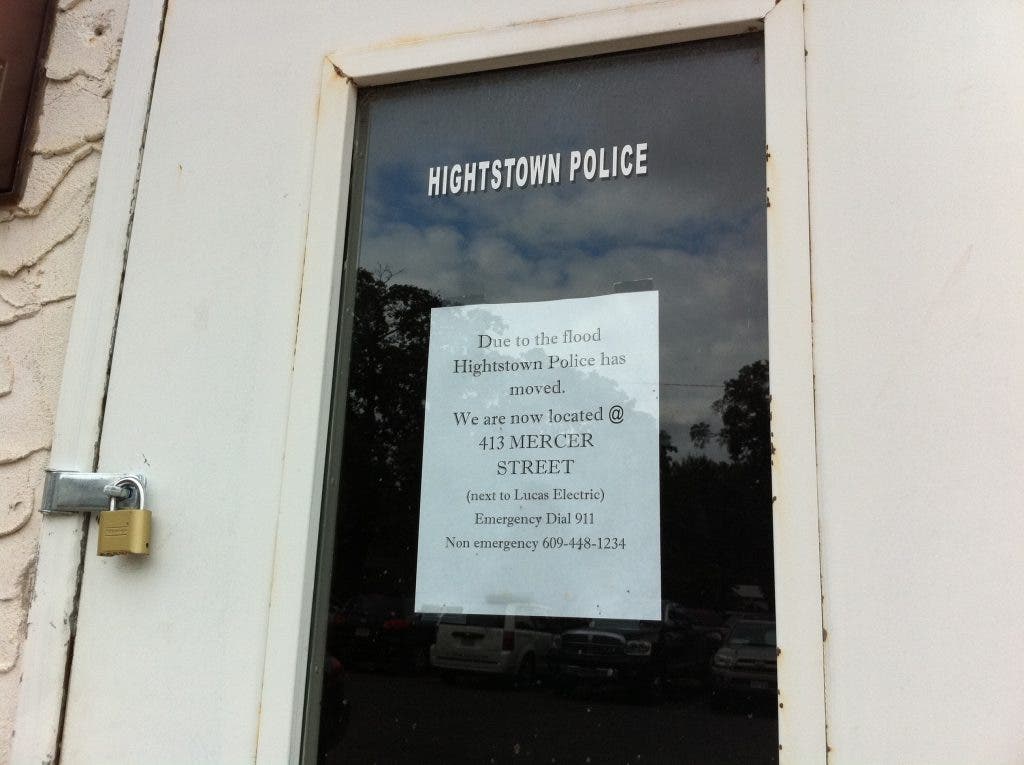 HIGHTSTOWN POLICE
Due to the flood
Hightstown Police has
moved.
We are now located @
413 MERCER
STREET
(next to Lucas Electric)
Emergency Dial 911
Non emergency 609-448-1234